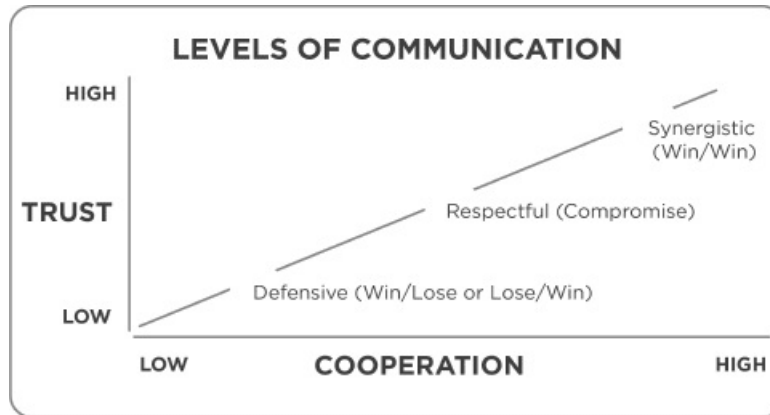 LEVELS OF COMMUNICATION
HIGH
Synergistic
(Win/Win)
TRUST
Respectful (Compromise)
Defensive (Win/Lose or Lose/Win)
LOW
LOW
COOPERATION
HIGH